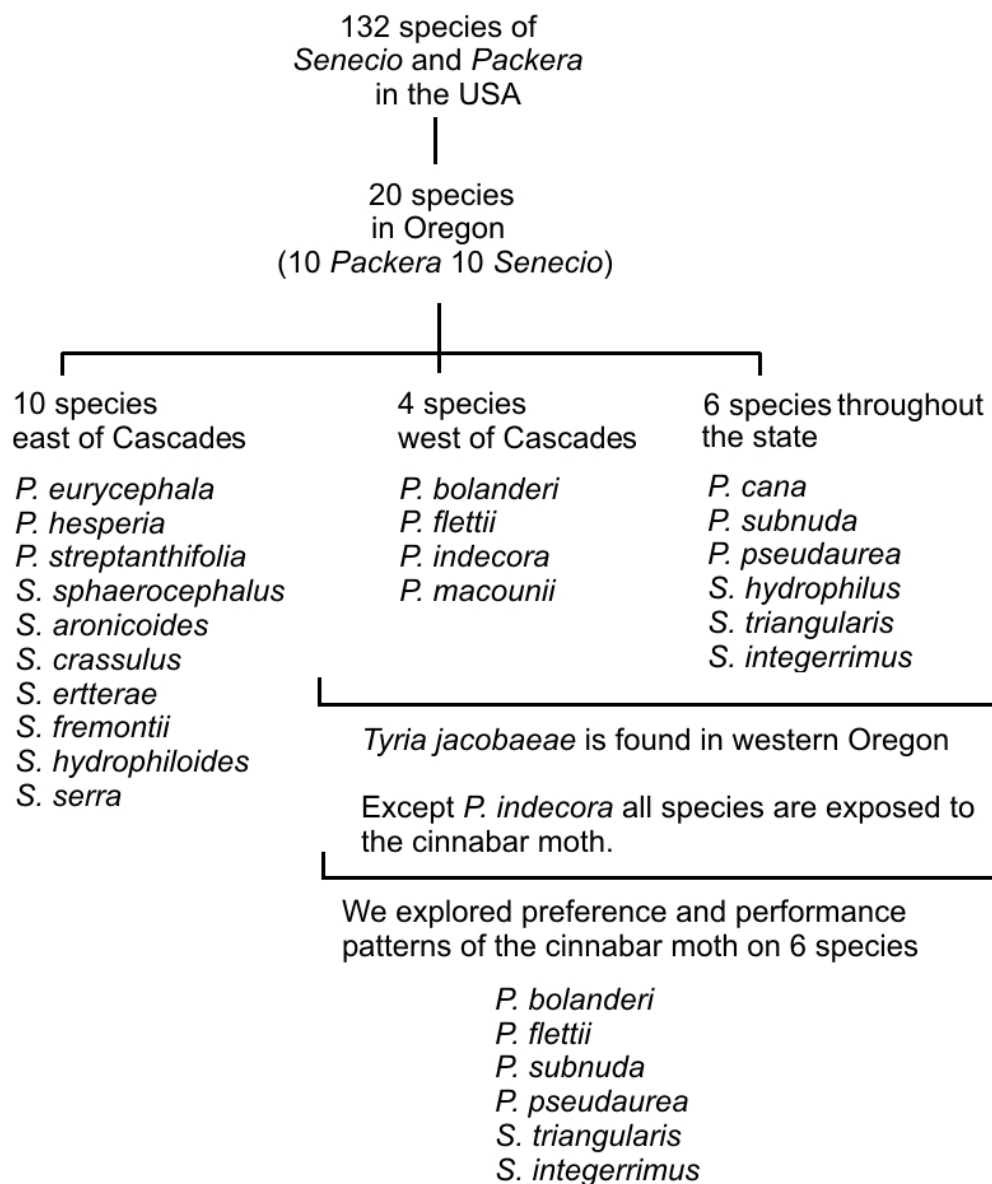 132 species of
Senecio and Packera
in the USA
20 species
in Oregon
(10 Packera 10 Senecio)
10 species
east of Cascades
P. eurycephala
P. hesperia
P. streptanthifolia
S. sphaerocephalus
S. aronicoides
S. crassulus
S. ertterae
S. fremontii
S. hydrophiloides
S. serra
4 species
west of Cascades
P. bolanderi
P. flettii
P. indecora
P. macounii
6 species throughout
the state
P. cana
P. subnuda
P. pseudaurea
S. hydrophilus
S. triangularis
S. integerrimus
Tyria jacobaeae is found in western Oregon
Except P. indecora all species are exposed to
the cinnabar moth.
We explored preference and performance
patterns of the cinnabar moth on 6 species
P. bolanderi
P. flettii
P. subnuda
P. pseudaurea
S. triangularis
S. integerrimus